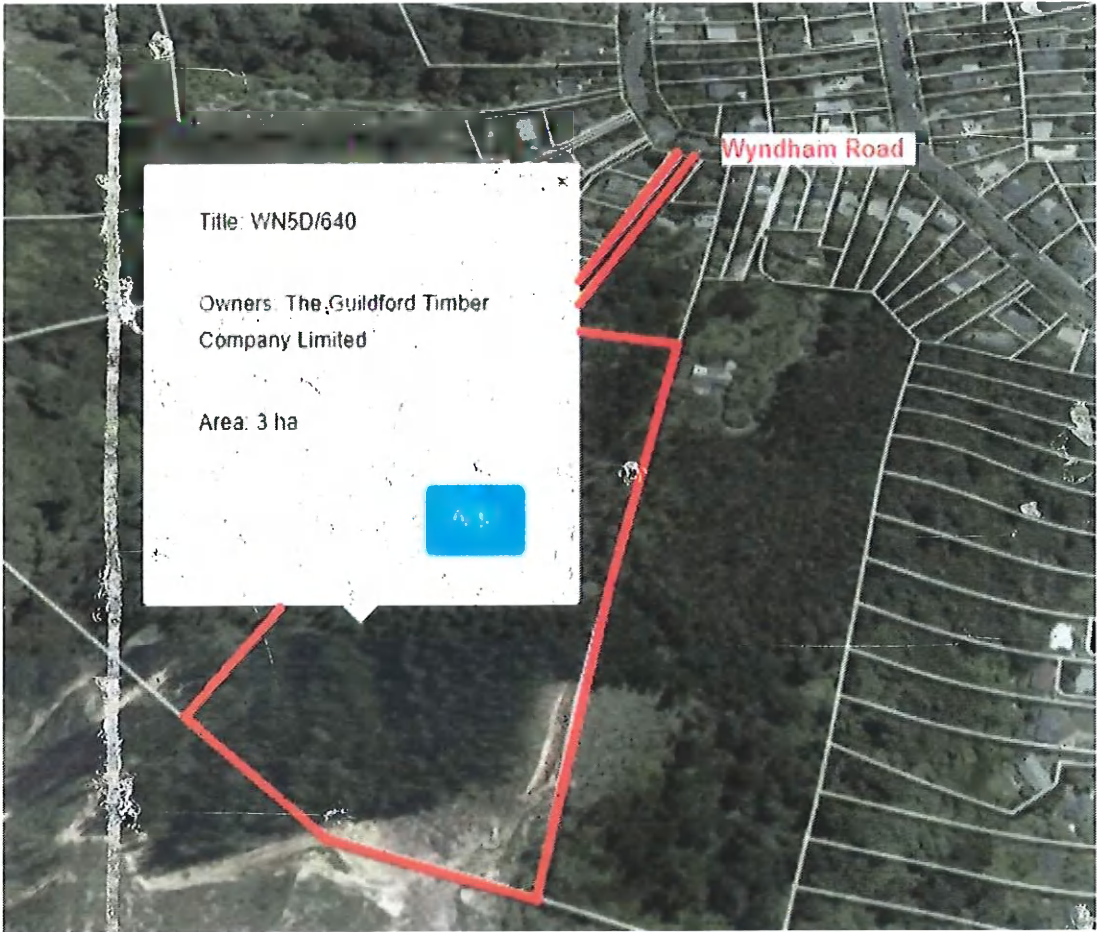 Wyndham Road
Title: WN5D/640
Owners: The Guildford Timber
Company Limited
Area: 3 ha